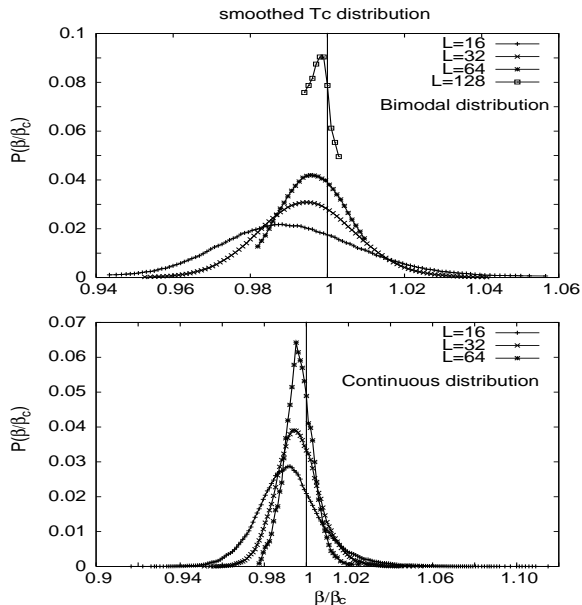 smoothed Tc distribution
0.1
0.08
0.06
0.04
0.02
0
P(β/βc)
L=16
L=32
L=64
L=128
Bimodal distribution
0.94 0.96 0.98 1 1.02 1.04 1.06
0.07
0.06
0.05
0.04
0.03
0.02
0.01
0
P(β/βc)
L=16
L=32
L=64
Continuous distribution
0.9 0.94 0.98 1 1.02 1.06 1.10
β/βc